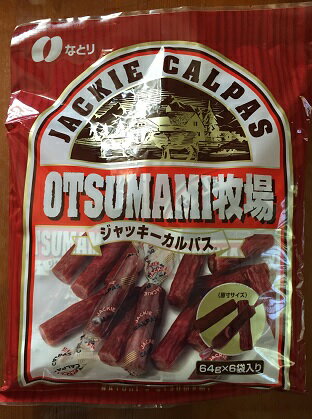 なとり
JACKIE CALPAS
OTSUMAMI牧場
ジャッキーカルパス
〈原寸サイズ〉
64g×6袋入り